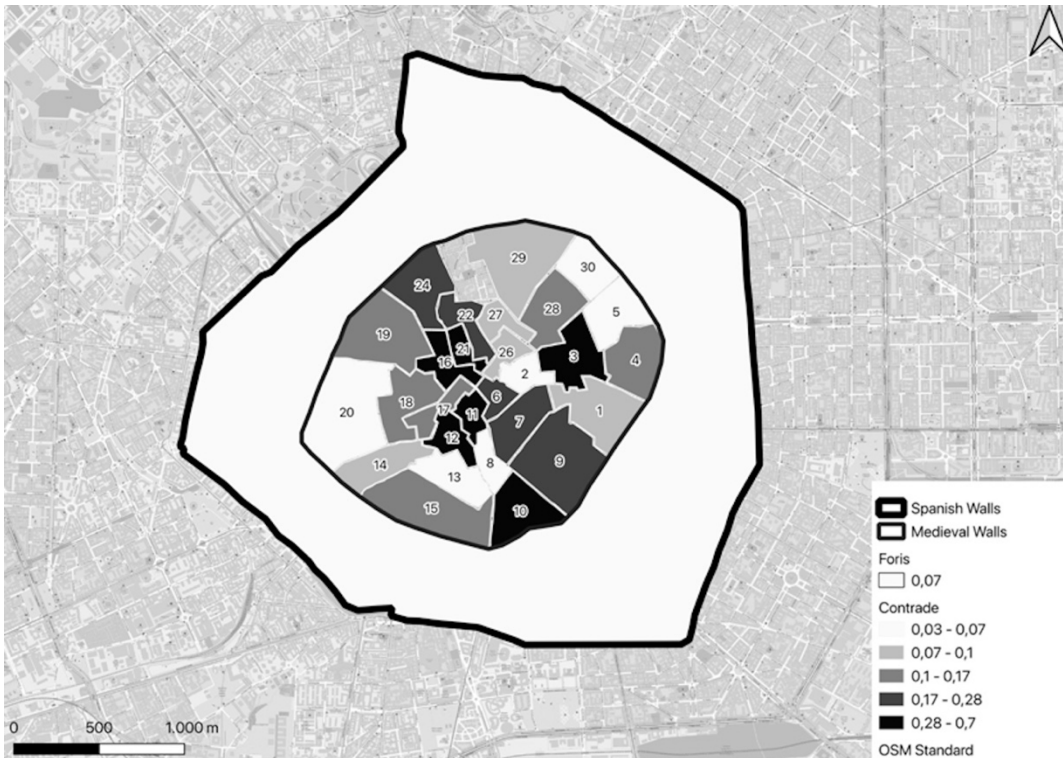 29
30
24
5
22
27
28
19
21
26
3
4
16
2
6
18
17
1
20
11
7
12
14
8
9
13
15
10
Spanish Walls
Medieval Walls
Foris
0,07
Contrade
0,03 - 0,07
0,07 - 0,1
0,1 - 0,17
0,17 - 0,28
0,28 - 0,7
OSM Standard
0 500 1.000 m